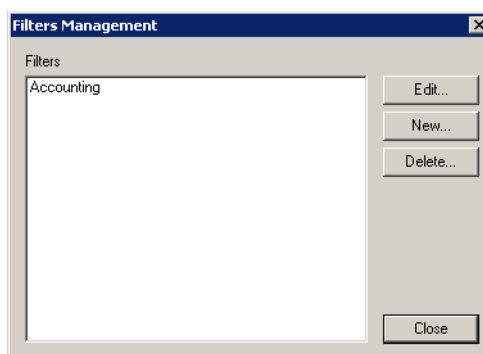 Filters Management
Filters
Accounting
Edit...
New...
Delete...
Close